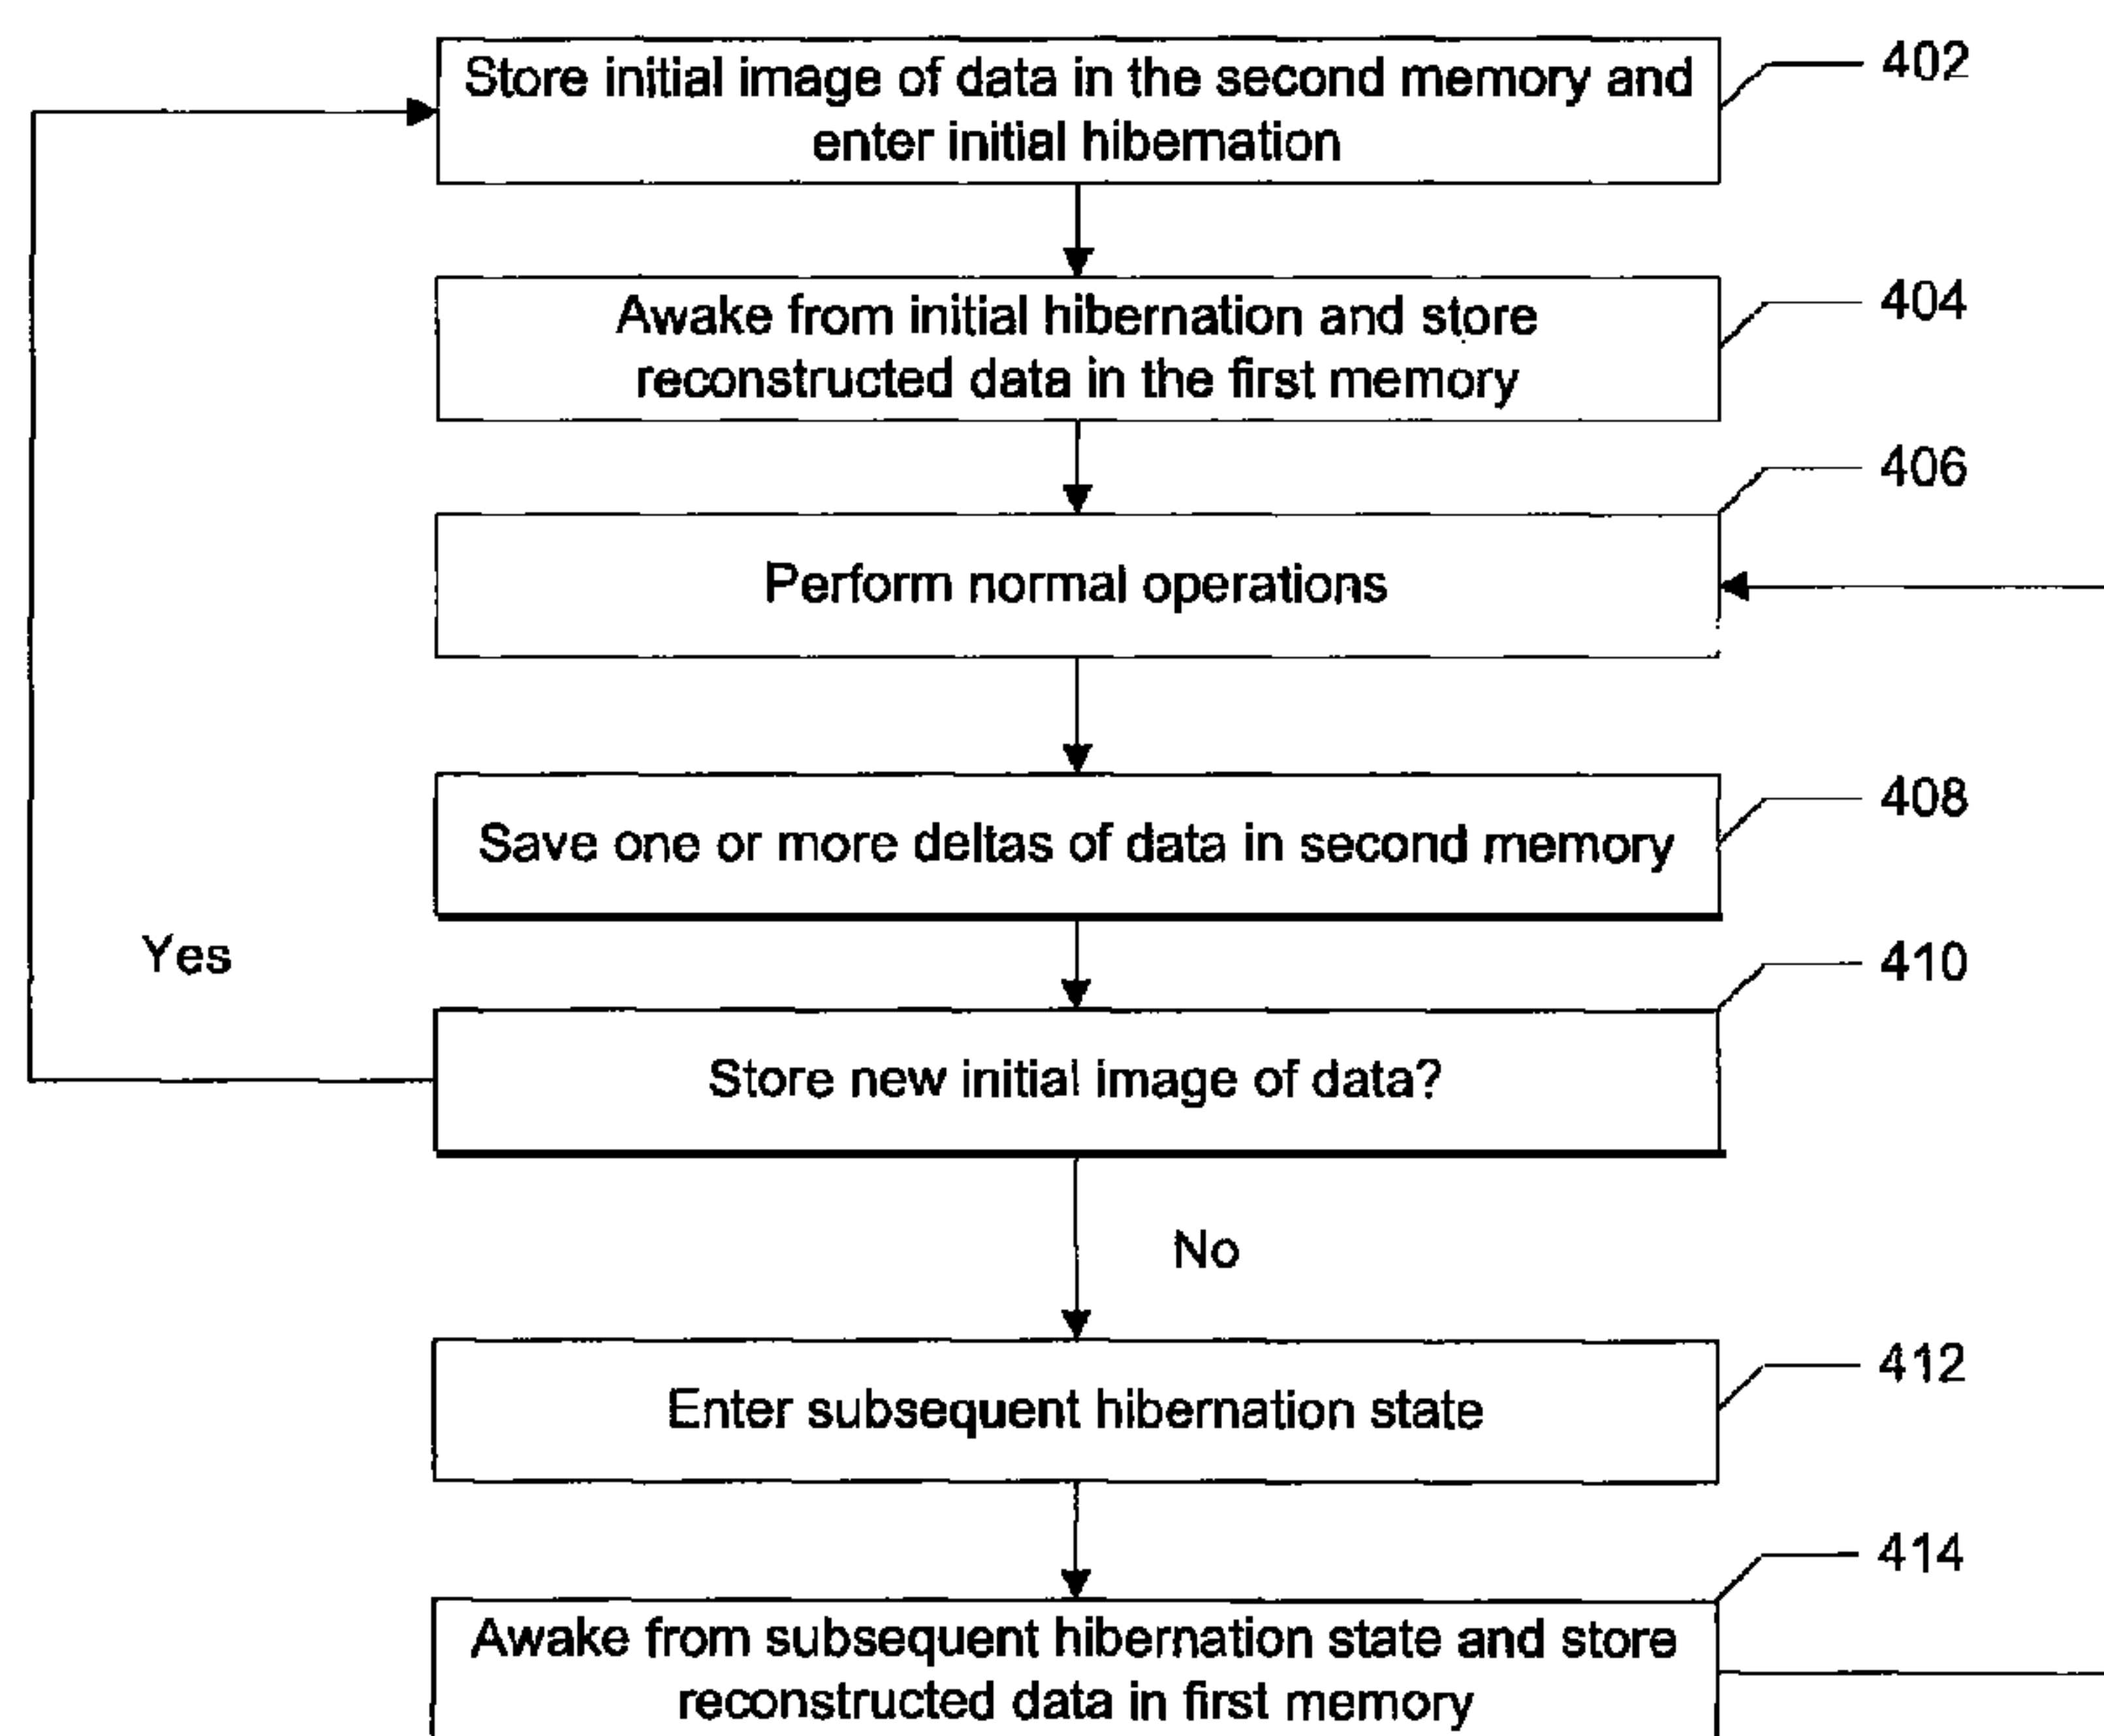 Store initial image of data in the second memory and
enter initial hibernation
402
Awake from initial hibernation and store
reconstructed data in the first memory
404
406
Perform normal operations
408
Save one or more deltas of data in second memory
Yes
410
Store new initial image of data?
No
412
Enter subsequent hibernation state
414
Awake from subsequent hibernation state and store
reconstructed data in first memory